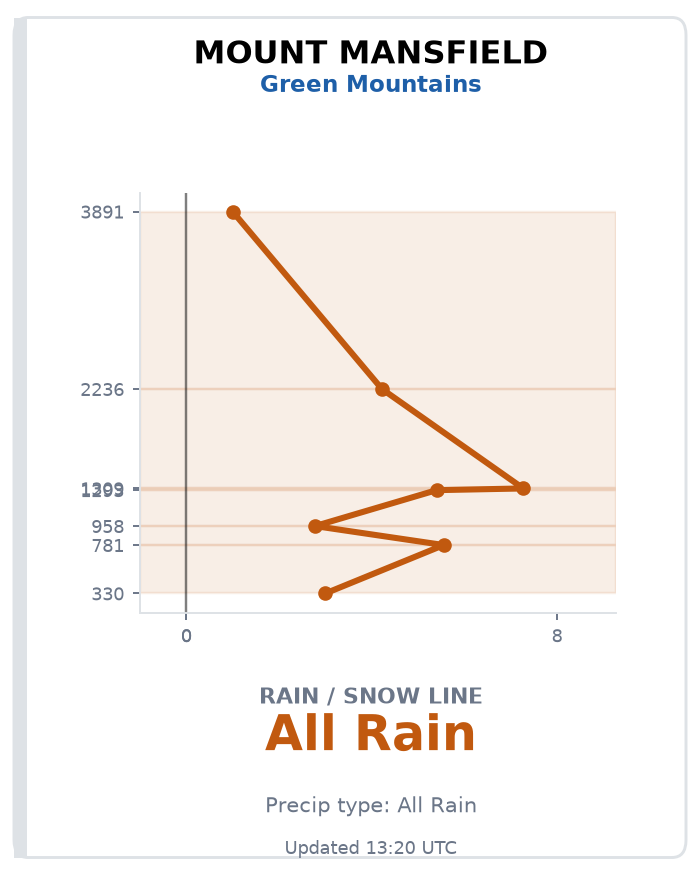 MOUNT MANSFIELD
Green Mountains
3891
2236
958
781
330
0
8
RAIN / SNOW LINE
All Rain
Precip type: All Rain
Updated 13:20 UTC